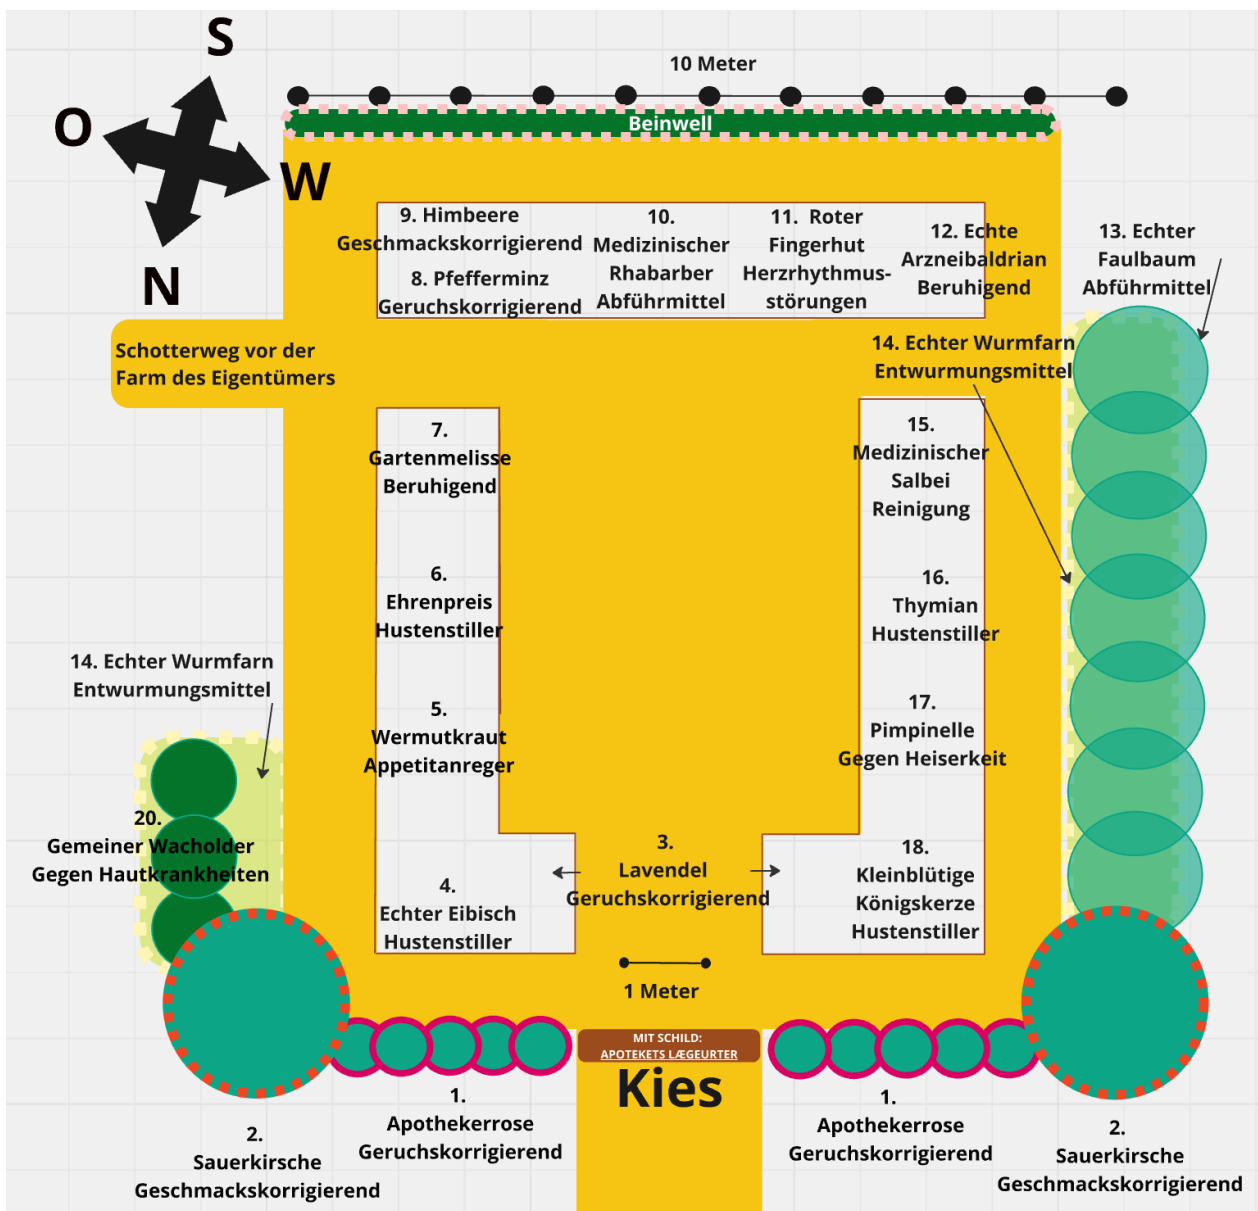 S
O
W
N
10 Meter
Beinwell
9. Himbeere
Geschmackskorrigierend
8. Pfefferminz
Geruchskorrigierend
10.
Medizinischer
Rhabarber
Abführmittel
11. Roter
Fingerhut
Herzrhythmus-
störungen
12. Echte
Arzneibaldrian
Beruhigend
13. Echter
Faulbaum
Abführmittel
Schotterweg vor der
Farm des Eigentümers
14. Echter Wurmfarn
Entwurmungsmittel
7.
Gartenmelisse
Beruhigend
15.
Medizinischer
Salbei
Reinigung
6.
Ehrenpreis
Hustenstiller
16.
Thymian
Hustenstiller
14. Echter Wurmfarn
Entwurmungsmittel
5.
Wermutkraut
Appetitanreger
17.
Pimpinelle
Gegen Heiserkeit
20.
Gemeiner Wacholder
Gegen Hautkrankheiten
4.
Echter Eibisch
Hustenstiller
3.
Lavendel
Geruchskorrigierend
18.
Kleinblütige
Königskerze
Hustenstiller
1 Meter
MIT SCHILD:
APOTEKETS LÆGEURTER
Kies
1.
Apothekerrose
Geruchskorrigierend
1.
Apothekerrose
Geruchskorrigierend
2.
Sauerkirsche
Geschmackskorrigierend
2.
Sauerkirsche
Geschmackskorrigierend